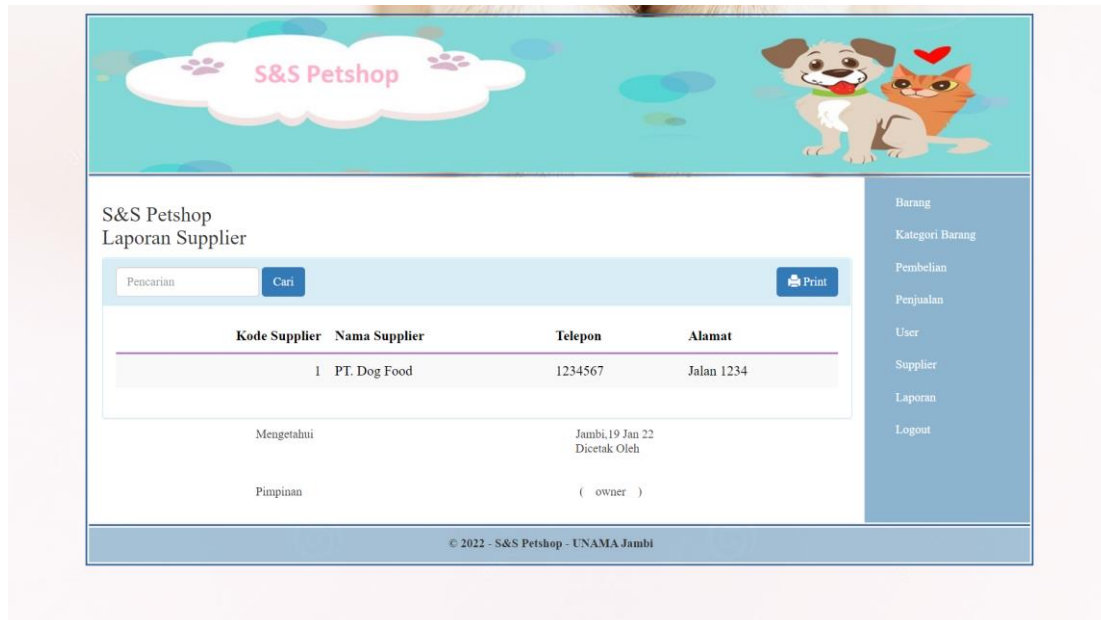 S&S Petshop
S&S Petshop
Laporan Supplier
Pencarian Cari Print
Kode Supplier Nama Supplier Telepon Alamat
1 PT. Dog Food 1234567 Jalan 1234
Mengetahui Jambi,19 Jan 22
Dicetak Oleh
Pimpinan ( owner )
Barang
Kategori Barang
Pembelian
Penjualan
User
Supplier
Laporan
Logout
© 2022 - S&S Petshop - UNAMA Jambi